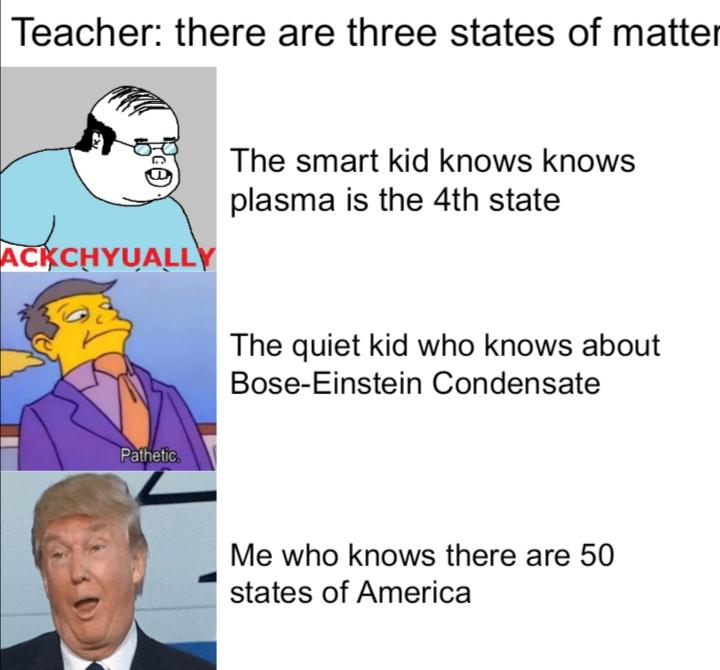 Teacher: there are three states of matter
The smart kid knows knows
plasma is the 4th state
ACKCHYUALLY
The quiet kid who knows about
Bose-Einstein Condensate
Pathetic.
Me who knows there are 50
states of America